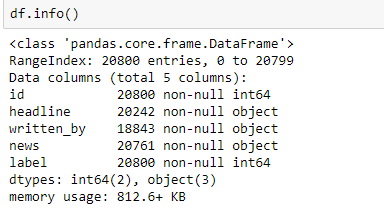 df.info()
<class 'pandas.core.frame.DataFrame'>
RangeIndex: 20800 entries, 0 to 20799
Data columns (total 5 columns):
id            20800 non-null int64
headline      20242 non-null object
written_by    18843 non-null object
news          20761 non-null object
label         20800 non-null int64
dtypes: int64(2), object(3)
memory usage: 812.6+ KB